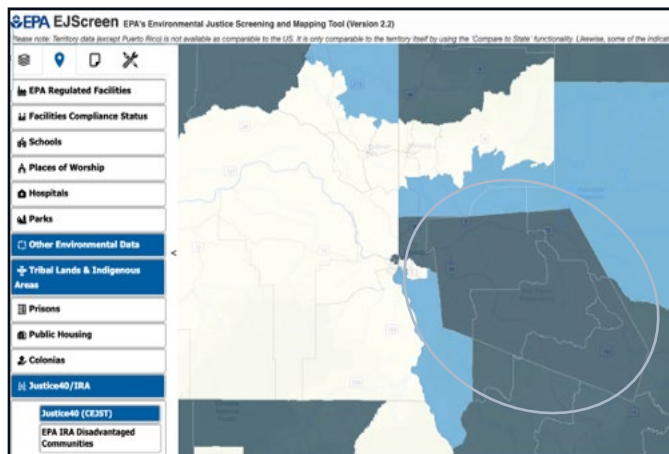 EPA EJScreen EPA's Environmental Justice Screening and Mapping Tool (Version 2.2)
Please note: Territory data (except Puerto Rico) is not available as comparable to the US. It is only comparable to the territory itself by using the 'Compare to State' functionality. Likewise, some of the indicat
EPA Regulated Facilities
Facilities Compliance Status
Schools
Places of Worship
Hospitals
Parks
Other Environmental Data
Tribal Lands & Indigenous
Areas
Prisons
Public Housing
Colonias
Justice40/IRA
Justice40 (CEJST)
EPA IRA Disadvantaged
Communities
<